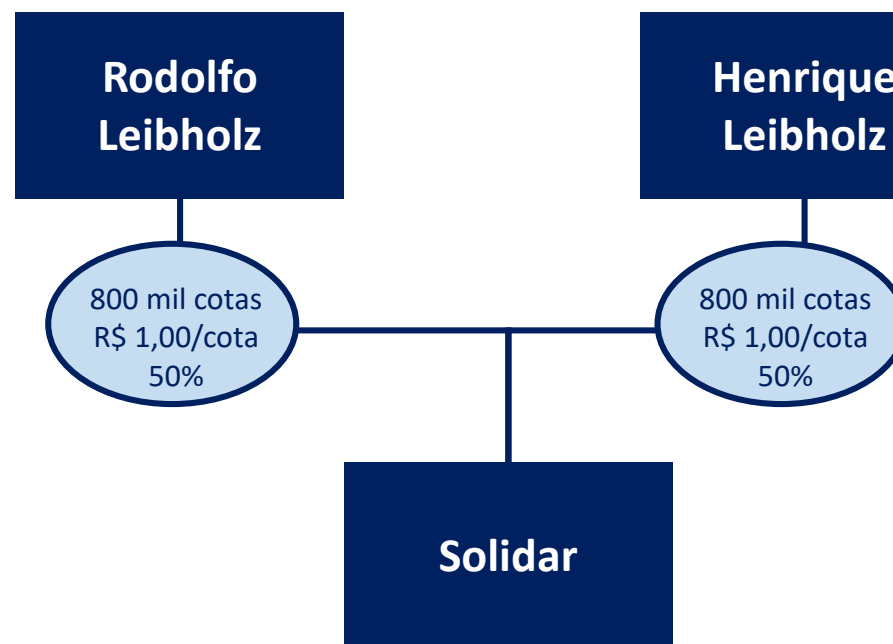 Rodolfo
Leibholz
Henrique
Leibholz
800 mil cotas
R$ 1,00/cota
50%
800 mil cotas
R$ 1,00/cota
50%
Solidar